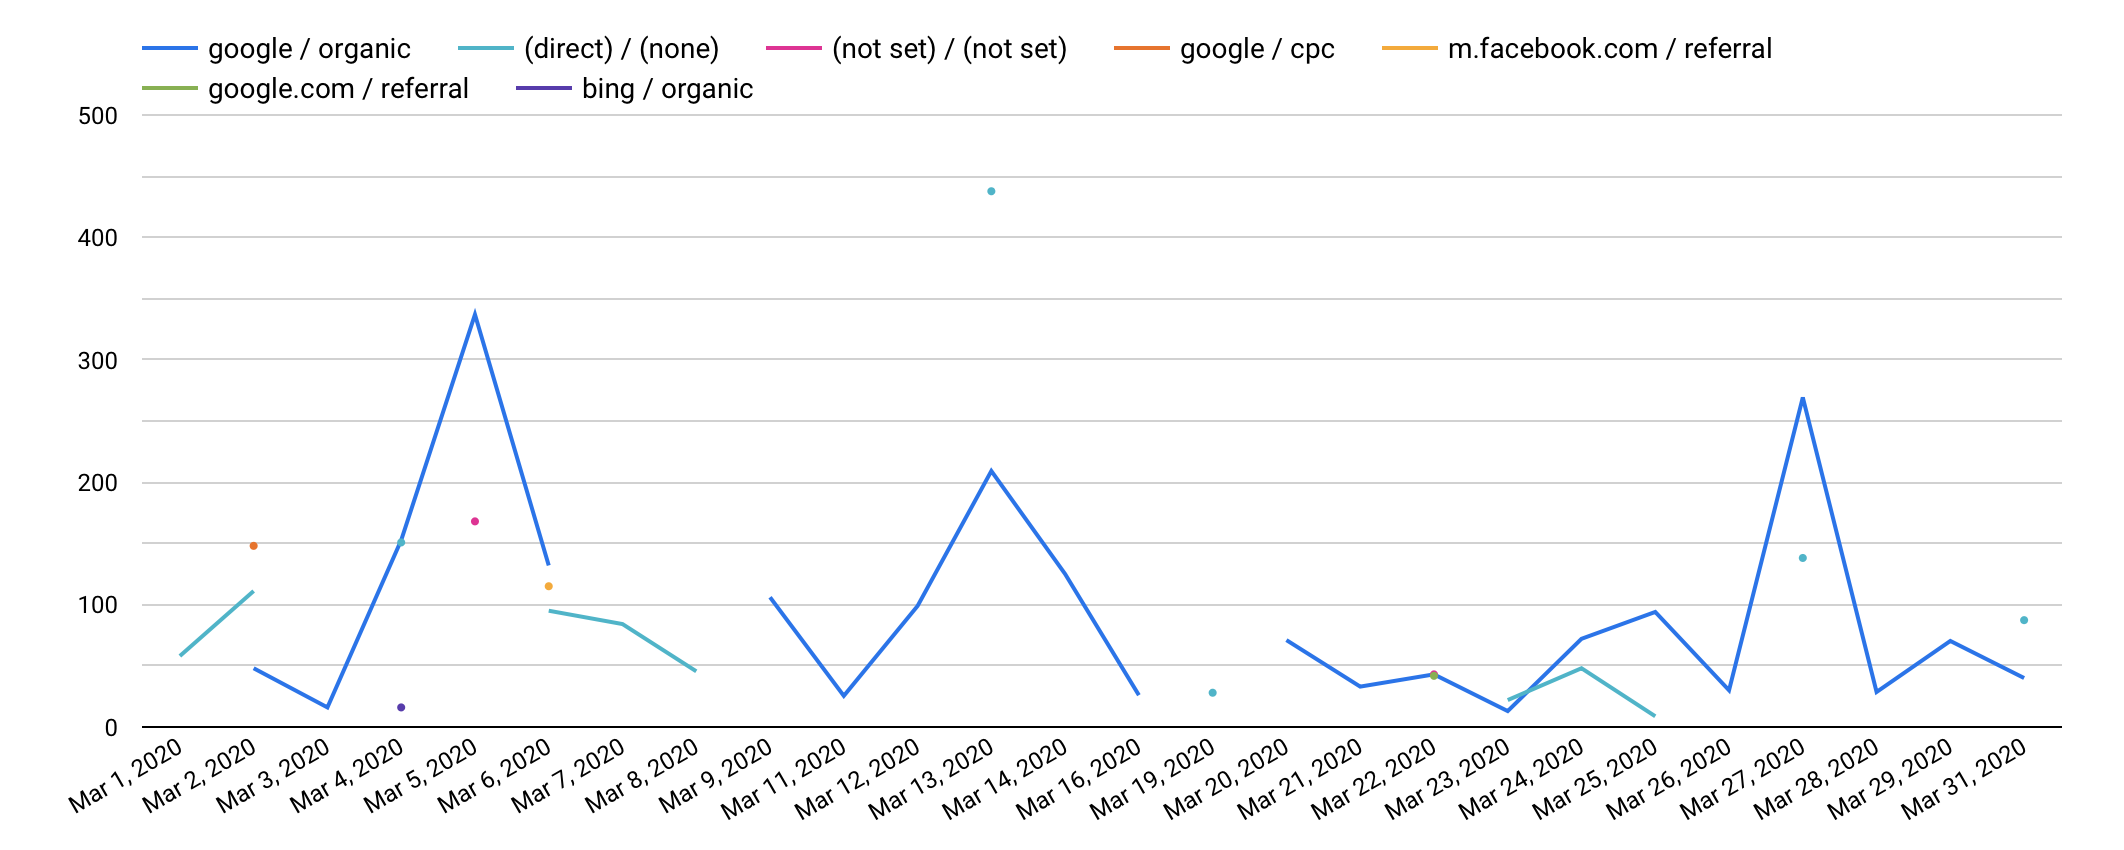 google / organic (direct) / (none) (not set) / (not set) google / cpc m.facebook.com / referral
google.com / referral bing / organic
500
400
300
200
100
0
Mar 1, 2020
Mar 2, 2020
Mar 3, 2020
Mar 4, 2020
Mar 5, 2020
Mar 6, 2020
Mar 7, 2020
Mar 8, 2020
Mar 9, 2020
Mar 11, 2020
Mar 12, 2020
Mar 13, 2020
Mar 14, 2020
Mar 16, 2020
Mar 19, 2020
Mar 20, 2020
Mar 21, 2020
Mar 22, 2020
Mar 23, 2020
Mar 24, 2020
Mar 25, 2020
Mar 26, 2020
Mar 27, 2020
Mar 28, 2020
Mar 29, 2020
Mar 31, 2020